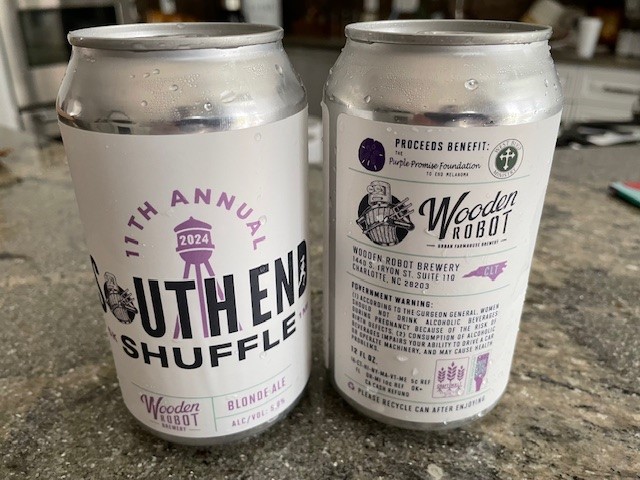 11TH ANNUAL
2024
SOUTH END
SHUFFLE
Wooden
ROBOT
BREWERY
BLONDE ALE
ALC/VOL:
PROCEEDS BENEFIT:
THE
Purple Promise Foundation
TO END MELANOMA
Wooden
ROBOT
URBAN FARMHOUSE BREWERY
WOODEN ROBOT BREWERY
1440 S. TRYON ST. SUITE 110
CHARLOTTE, NC 28203
CLT
GOVERNMENT WARNING:
(1) ACCORDING TO THE SURGEON GENERAL, WOMEN
SHOULD NOT DRINK ALCOHOLIC BEVERAGES
DURING PREGNANCY BECAUSE OF THE RISK OF
BIRTH DEFECTS. (2) CONSUMPTION OF ALCOHOLIC
BEVERAGES IMPAIRS YOUR ABILITY TO DRIVE A CAR
OR OPERATE MACHINERY, AND MAY CAUSE HEALTH
12 FL OZ.
CA CASH REFUND
PLEASE RECYCLE CAN AFTER ENJOYING